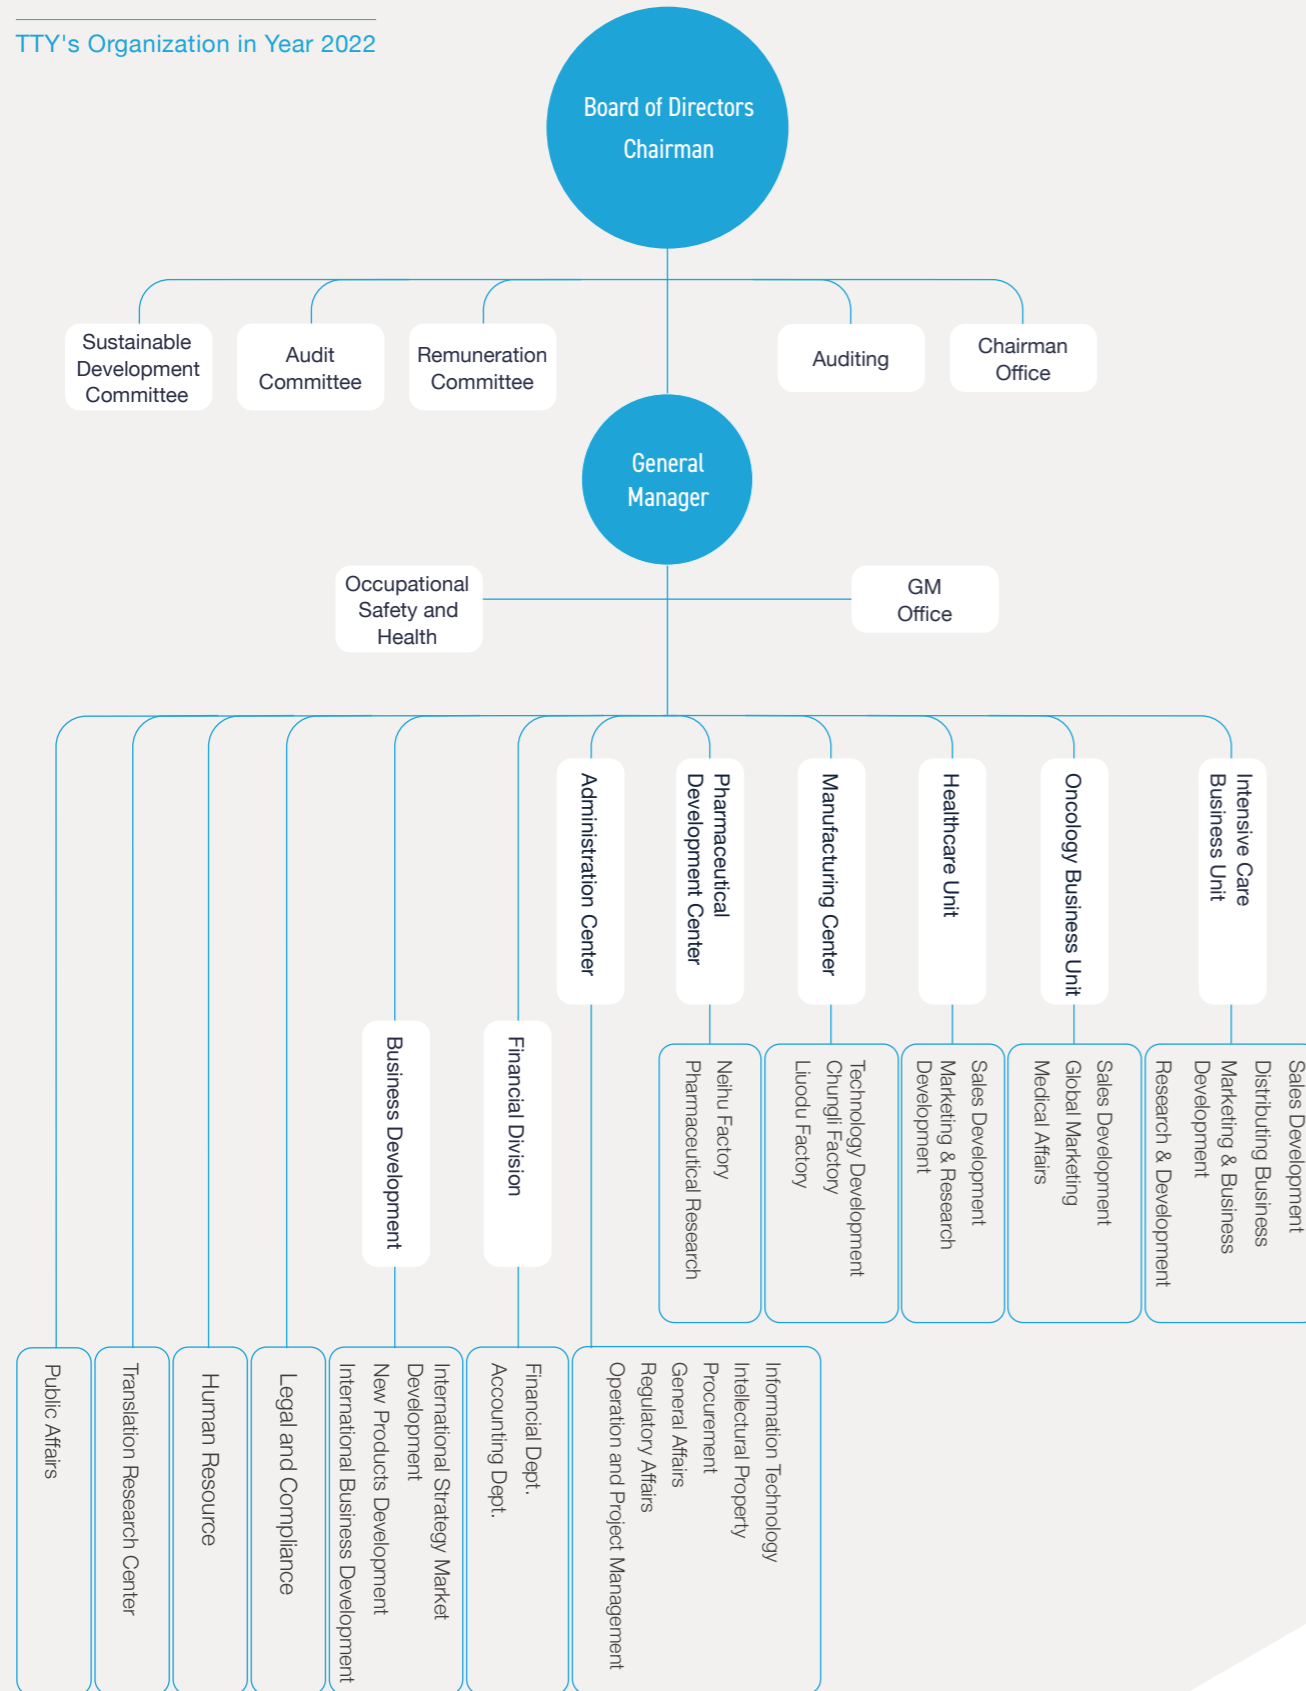 TTY's Organization in Year 2022
Board of Directors
Chairman
Sustainable
Development
Committee
Audit
Committee
Remuneration
Committee
Auditing
Chairman
Office
General
Manager
Occupational
Safety and
Health
GM
Office
Administration Center
Pharmaceutical
Development Center
Manufacturing Center
Healthcare Unit
Oncology Business Unit
Intensive Care
Business Unit
Business Development
Financial Division
Neihu Factory
Pharmaceutical Research
Technology Development
Chungli Factory
Liuodu Factory
Sales Development
Marketing & Research
Development
Sales Development
Global Marketing
Medical Affairs
Sales Development
Distributing Business
Marketing & Business
Development
Research & Development
Public Affairs
Translation Research Center
Human Resource
Legal and Compliance
International Strategy Market
Development
New Products Development
International Business Development
Financial Dept.
Accounting Dept.
Information Technology
Intellectural Property
Procurement
General Affairs
Regulatory Affairs
Operation and Project Management